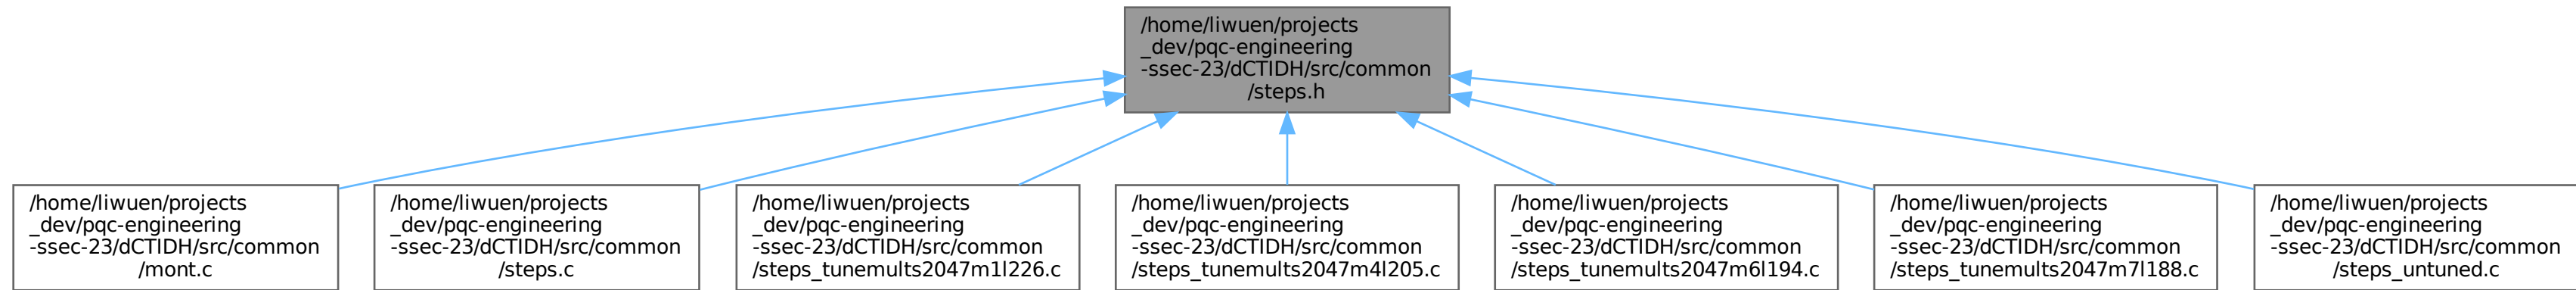 /home/liwuen/projects
_dev/pqc-engineering
-ssec-23/dCTIDH/src/common
/steps.h
/home/liwuen/projects
_dev/pqc-engineering
-ssec-23/dCTIDH/src/common
/mont.c
/home/liwuen/projects
_dev/pqc-engineering
-ssec-23/dCTIDH/src/common
/steps.c
/home/liwuen/projects
_dev/pqc-engineering
-ssec-23/dCTIDH/src/common
/steps_tunemults2047m1l226.c
/home/liwuen/projects
_dev/pqc-engineering
-ssec-23/dCTIDH/src/common
/steps_tunemults2047m4l205.c
/home/liwuen/projects
_dev/pqc-engineering
-ssec-23/dCTIDH/src/common
/steps_tunemults2047m6l194.c
/home/liwuen/projects
_dev/pqc-engineering
-ssec-23/dCTIDH/src/common
/steps_tunemults2047m7l188.c
/home/liwuen/projects
_dev/pqc-engineering
-ssec-23/dCTIDH/src/common
/steps_untuned.c